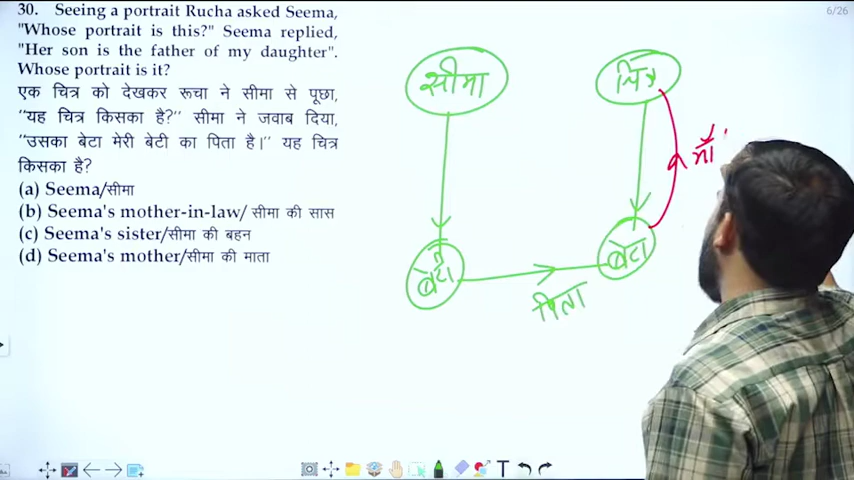 6/26
30. Seeing a portrait Rucha asked Seema,
"Whose portrait is this?" Seema replied,
"Her son is the father of my daughter".
Whose portrait is it?
एक चित्र को देखकर रूचा ने सीमा से पूछा,
"यह चित्र किसका है?" सीमा ने जवाब दिया,
"उसका बेटा मेरी बेटी का पिता है।" यह चित्र
किसका है?
(a) Seema/सीमा
(b) Seema's mother-in-law/ सीमा की सास
(c) Seema's sister/सीमा की बहन
(d) Seema's mother/सीमा की माता
सीमा
चित्र
माँ
बेटी
बेटा
पिता
T